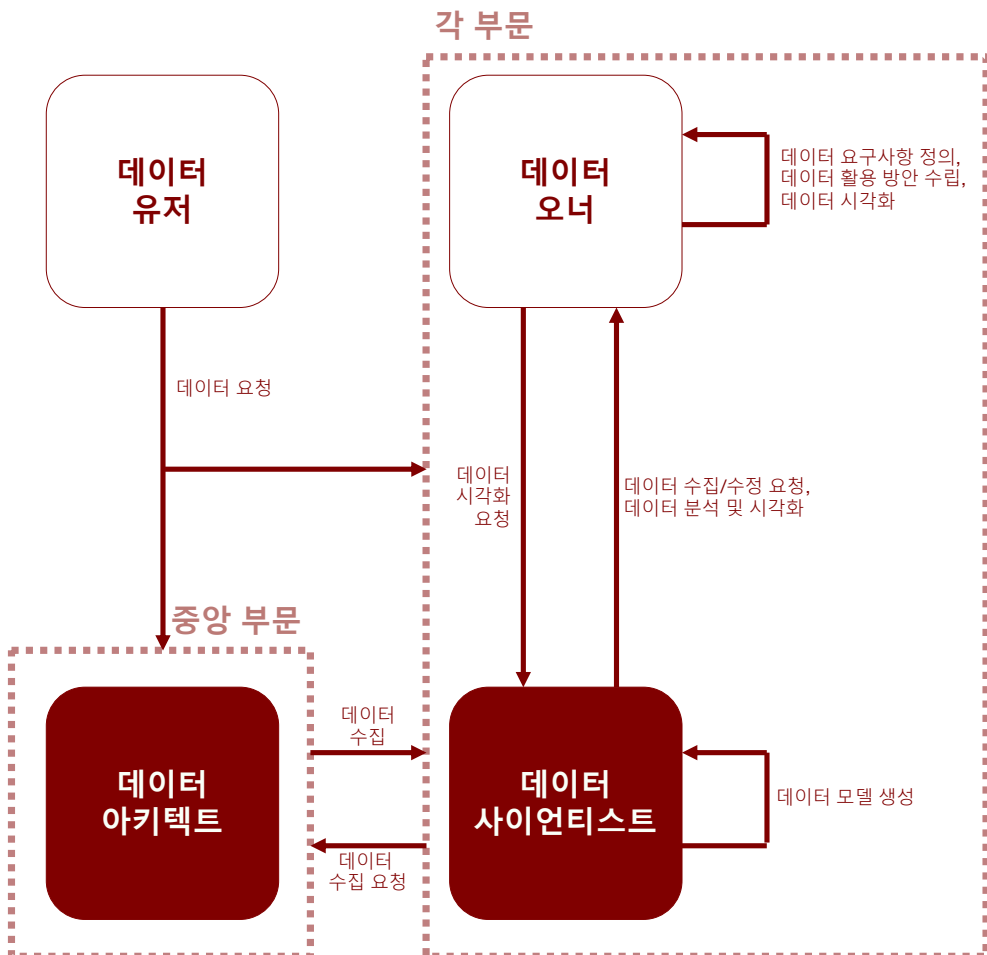 각 부문
데이터
유저
데이터
오너
데이터 요구사항 정의,
데이터 활용 방안 수립,
데이터 시각화
데이터 요청
데이터
시각화
요청
데이터 수집/수정 요청,
데이터 분석 및 시각화
중앙 부문
데이터
아키텍트
데이터
수집
데이터
수집 요청
데이터
사이언티스트
데이터 모델 생성